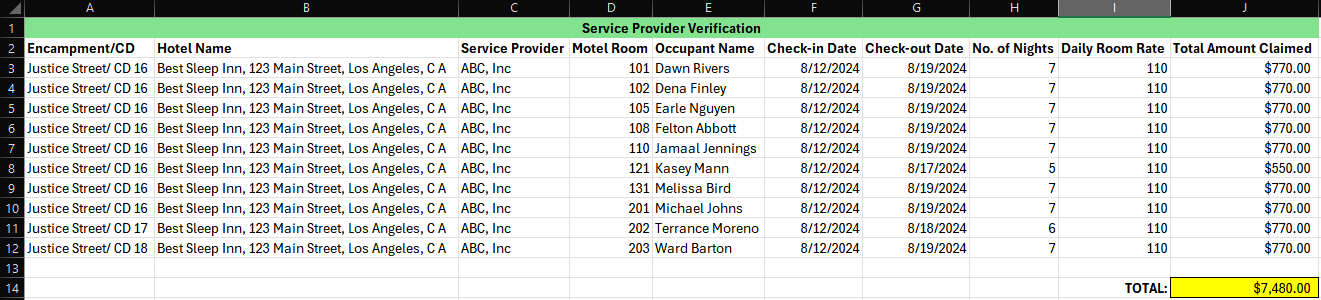 A B C D E F G H I J
1 Service Provider Verification
2 Encampment/CD Hotel Name Service Provider Motel Room Occupant Name Check-in Date Check-out Date No. of Nights Daily Room Rate Total Amount Claimed
3 Justice Street/ CD 16 Best Sleep Inn, 123 Main Street, Los Angeles, C A ABC, Inc 101 Dawn Rivers 8/12/2024 8/19/2024 7 110 $770.00
4 Justice Street/ CD 16 Best Sleep Inn, 123 Main Street, Los Angeles, C A ABC, Inc 102 Dena Finley 8/12/2024 8/19/2024 7 110 $770.00
5 Justice Street/ CD 16 Best Sleep Inn, 123 Main Street, Los Angeles, C A ABC, Inc 105 Earle Nguyen 8/12/2024 8/19/2024 7 110 $770.00
6 Justice Street/ CD 16 Best Sleep Inn, 123 Main Street, Los Angeles, C A ABC, Inc 108 Felton Abbott 8/12/2024 8/19/2024 7 110 $770.00
7 Justice Street/ CD 16 Best Sleep Inn, 123 Main Street, Los Angeles, C A ABC, Inc 110 Jamaal Jennings 8/12/2024 8/19/2024 7 110 $770.00
8 Justice Street/ CD 16 Best Sleep Inn, 123 Main Street, Los Angeles, C A ABC, Inc 121 Kasey Mann 8/12/2024 8/17/2024 5 110 $550.00
9 Justice Street/ CD 16 Best Sleep Inn, 123 Main Street, Los Angeles, C A ABC, Inc 131 Melissa Bird 8/12/2024 8/19/2024 7 110 $770.00
10 Justice Street/ CD 16 Best Sleep Inn, 123 Main Street, Los Angeles, C A ABC, Inc 201 Michael Johns 8/12/2024 8/19/2024 7 110 $770.00
11 Justice Street/ CD 17 Best Sleep Inn, 123 Main Street, Los Angeles, C A ABC, Inc 202 Terrance Moreno 8/12/2024 8/18/2024 6 110 $770.00
12 Justice Street/ CD 18 Best Sleep Inn, 123 Main Street, Los Angeles, C A ABC, Inc 203 Ward Barton 8/12/2024 8/19/2024 7 110 $770.00
13
14 TOTAL: $7,480.00